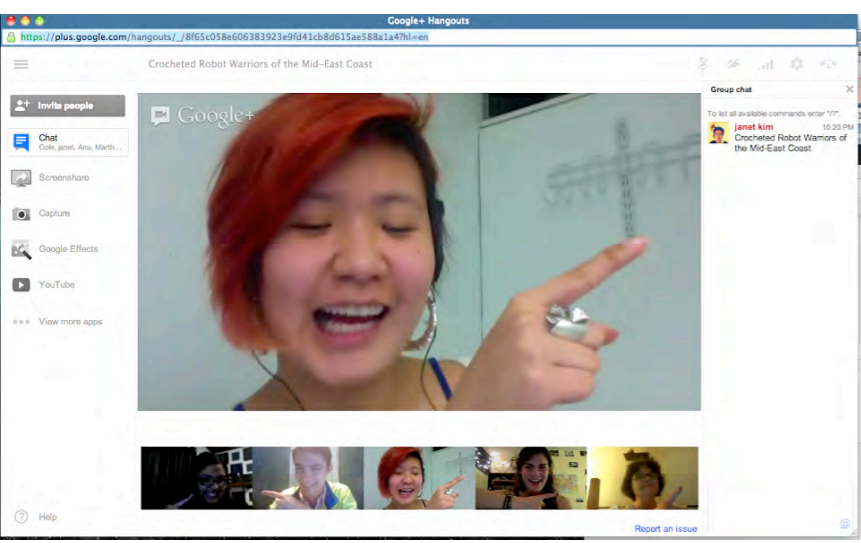 Google+ Hangouts
https://plus.google.com/hangouts/_/8f65c058e606383923e9fd41cb8d615ae588a1a4?hl=en
Crocheted Robot Warriors of the Mid-East Coast
Invite people
Chat
Cole, janet, Anu, Marth...
Screenshare
Capture
Google Effects
YouTube
View more apps
Help
Google+
Report an issue
Group chat
To list all available commands enter "/?".
janet kim 10:20 PM
Crocheted Robot Warriors of
the Mid-East Coast